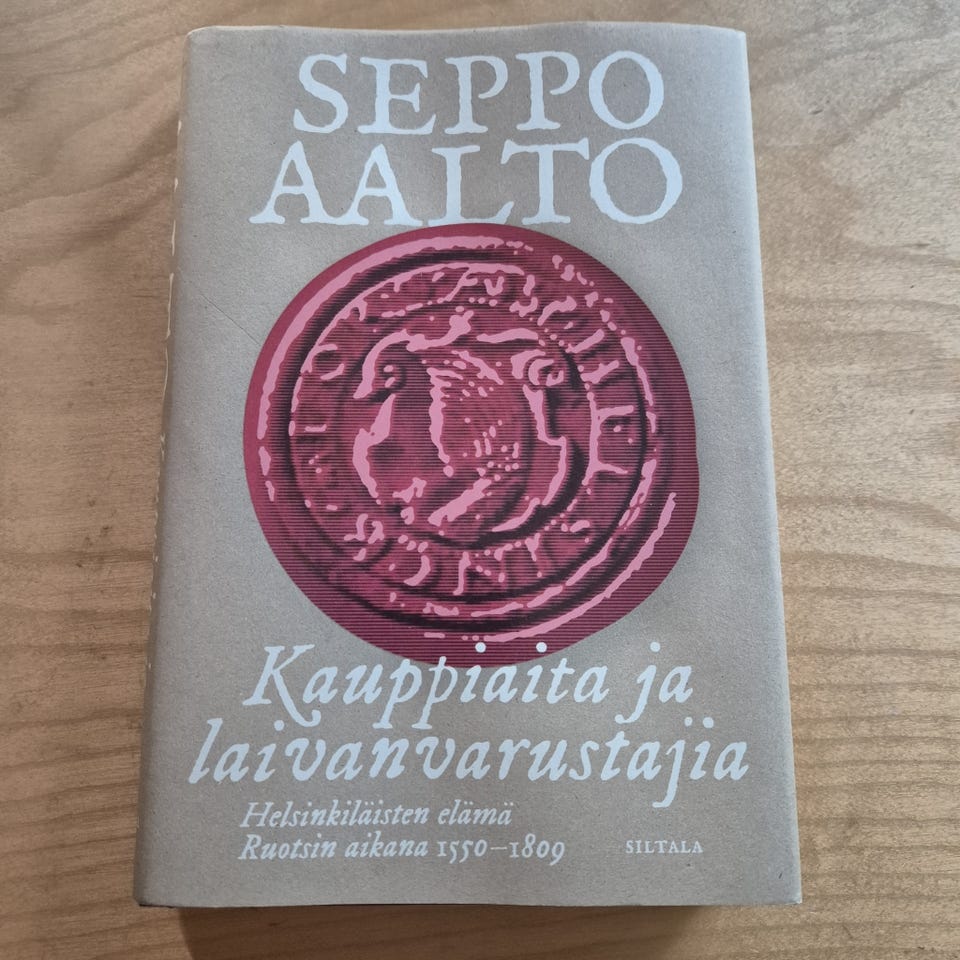 SEPPO
AALTO
Kauppiaita ja
laivanvarustajia
Helsinkiläisten elämä
Ruotsin aikana 1550–1809
SILTALA